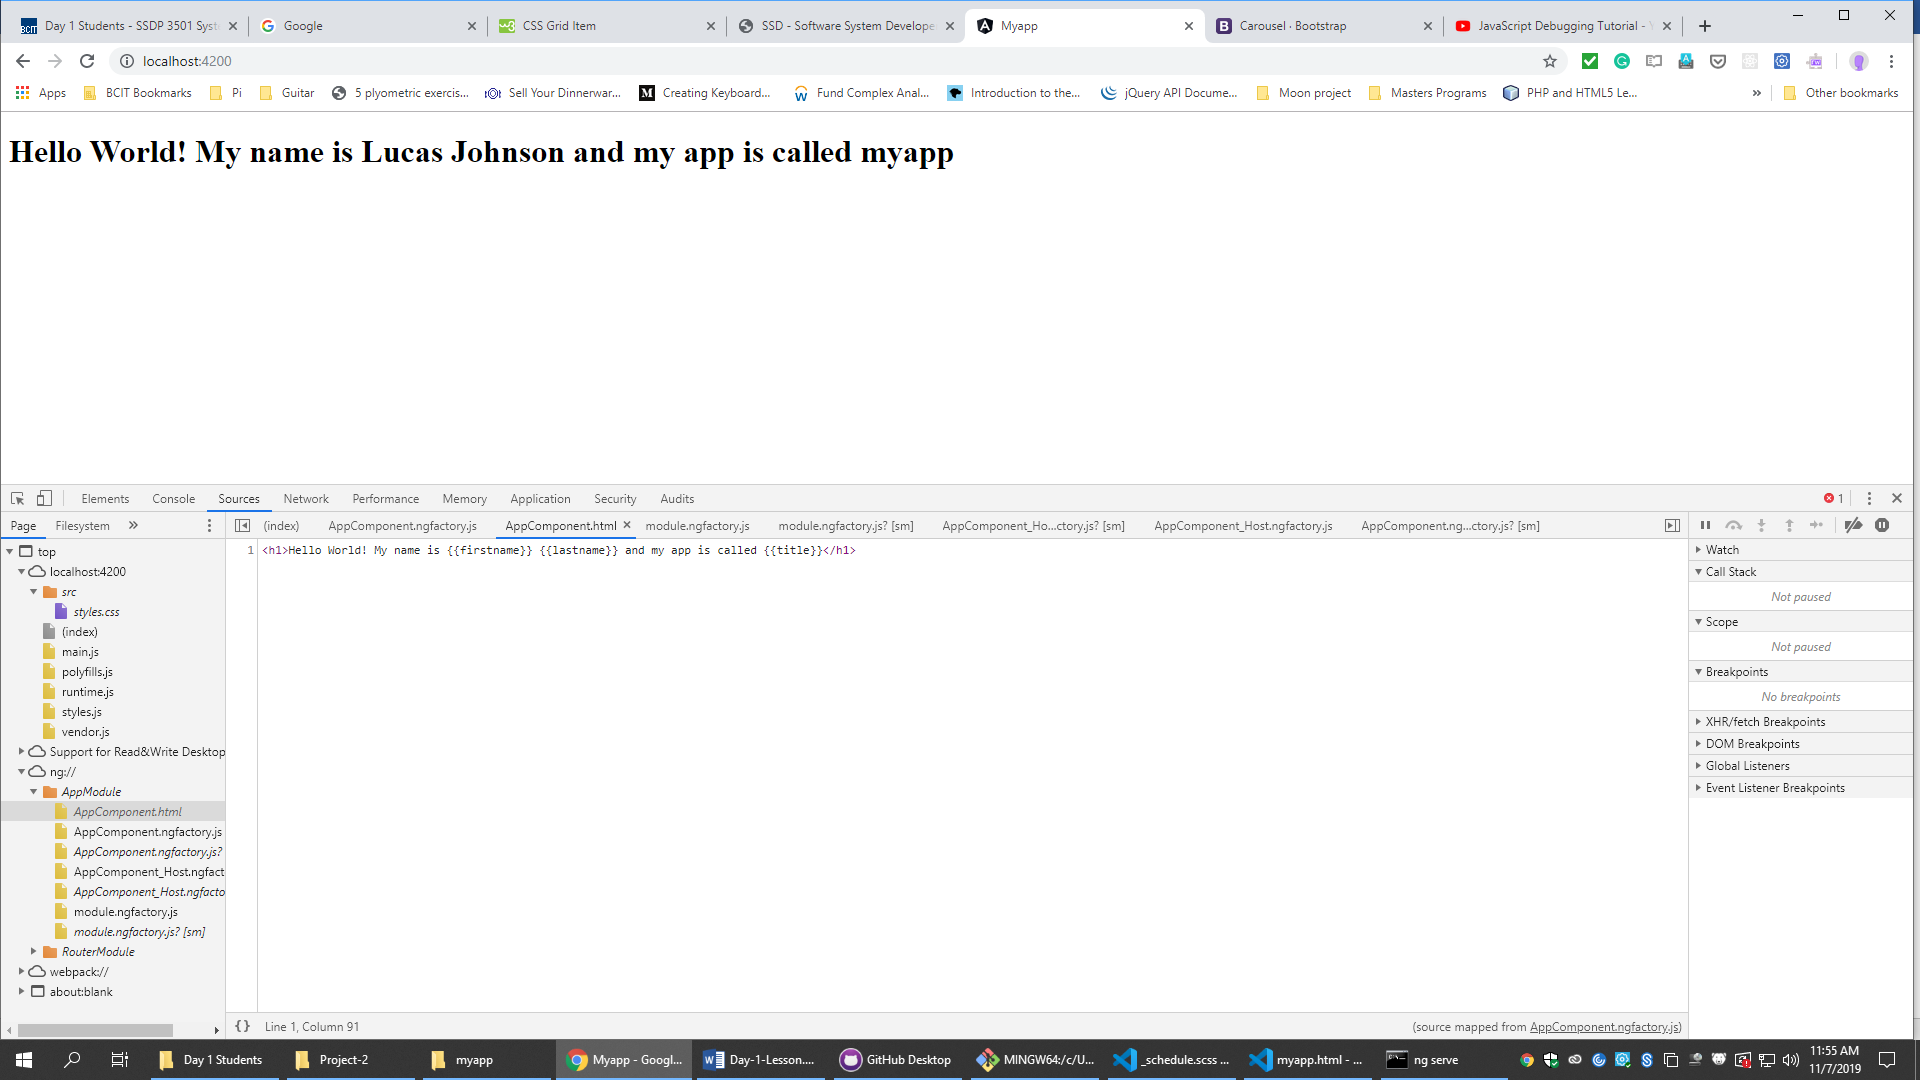 Day 1 Students - SSDP 3501 Syst
Google
CSS Grid Item
SSD - Software System Develope
Myapp
Carousel · Bootstrap
JavaScript Debugging Tutorial - Y
localhost:4200
Apps
BCIT Bookmarks
Pi
Guitar
5 plyometric exercis...
Sell Your Dinnerwar...
Creating Keyboard...
Fund Complex Anal...
Introduction to the...
jQuery API Docume...
Moon project
Masters Programs
PHP and HTML5 Le...
»
Other bookmarks
Hello World! My name is Lucas Johnson and my app is called myapp
Elements Console Sources Network Performance Memory Application Security Audits
1
Page Filesystem »
(index)
AppComponent.ngfactory.js
AppComponent.html
module.ngfactory.js
module.ngfactory.js? [sm]
AppComponent_Ho...ctory.js? [sm]
AppComponent_Host.ngfactory.js
AppComponent.ng...ctory.js? [sm]
top
localhost:4200
src
styles.css
(index)
main.js
polyfills.js
runtime.js
styles.js
vendor.js
Support for Read&Write Desktop
ng://
AppModule
AppComponent.html
AppComponent.ngfactory.js
AppComponent.ngfactory.js?
AppComponent_Host.ngfact
AppComponent_Host.ngfacto
module.ngfactory.js
module.ngfactory.js? [sm]
RouterModule
webpack://
about:blank
1 <h1>Hello World! My name is {{firstname}} {{lastname}} and my app is called {{title}}</h1>
Watch
Call Stack
Not paused
Scope
Not paused
Breakpoints
No breakpoints
XHR/fetch Breakpoints
DOM Breakpoints
Global Listeners
Event Listener Breakpoints
{} Line 1, Column 91
(source mapped from AppComponent.ngfactory.js)
Day 1 Students
Project-2
myapp
Myapp - Googl...
Day-1-Lesson....
GitHub Desktop
MINGW64:/c/U...
_schedule.scss ...
myapp.html - ...
ng serve
11:55 AM
11/7/2019